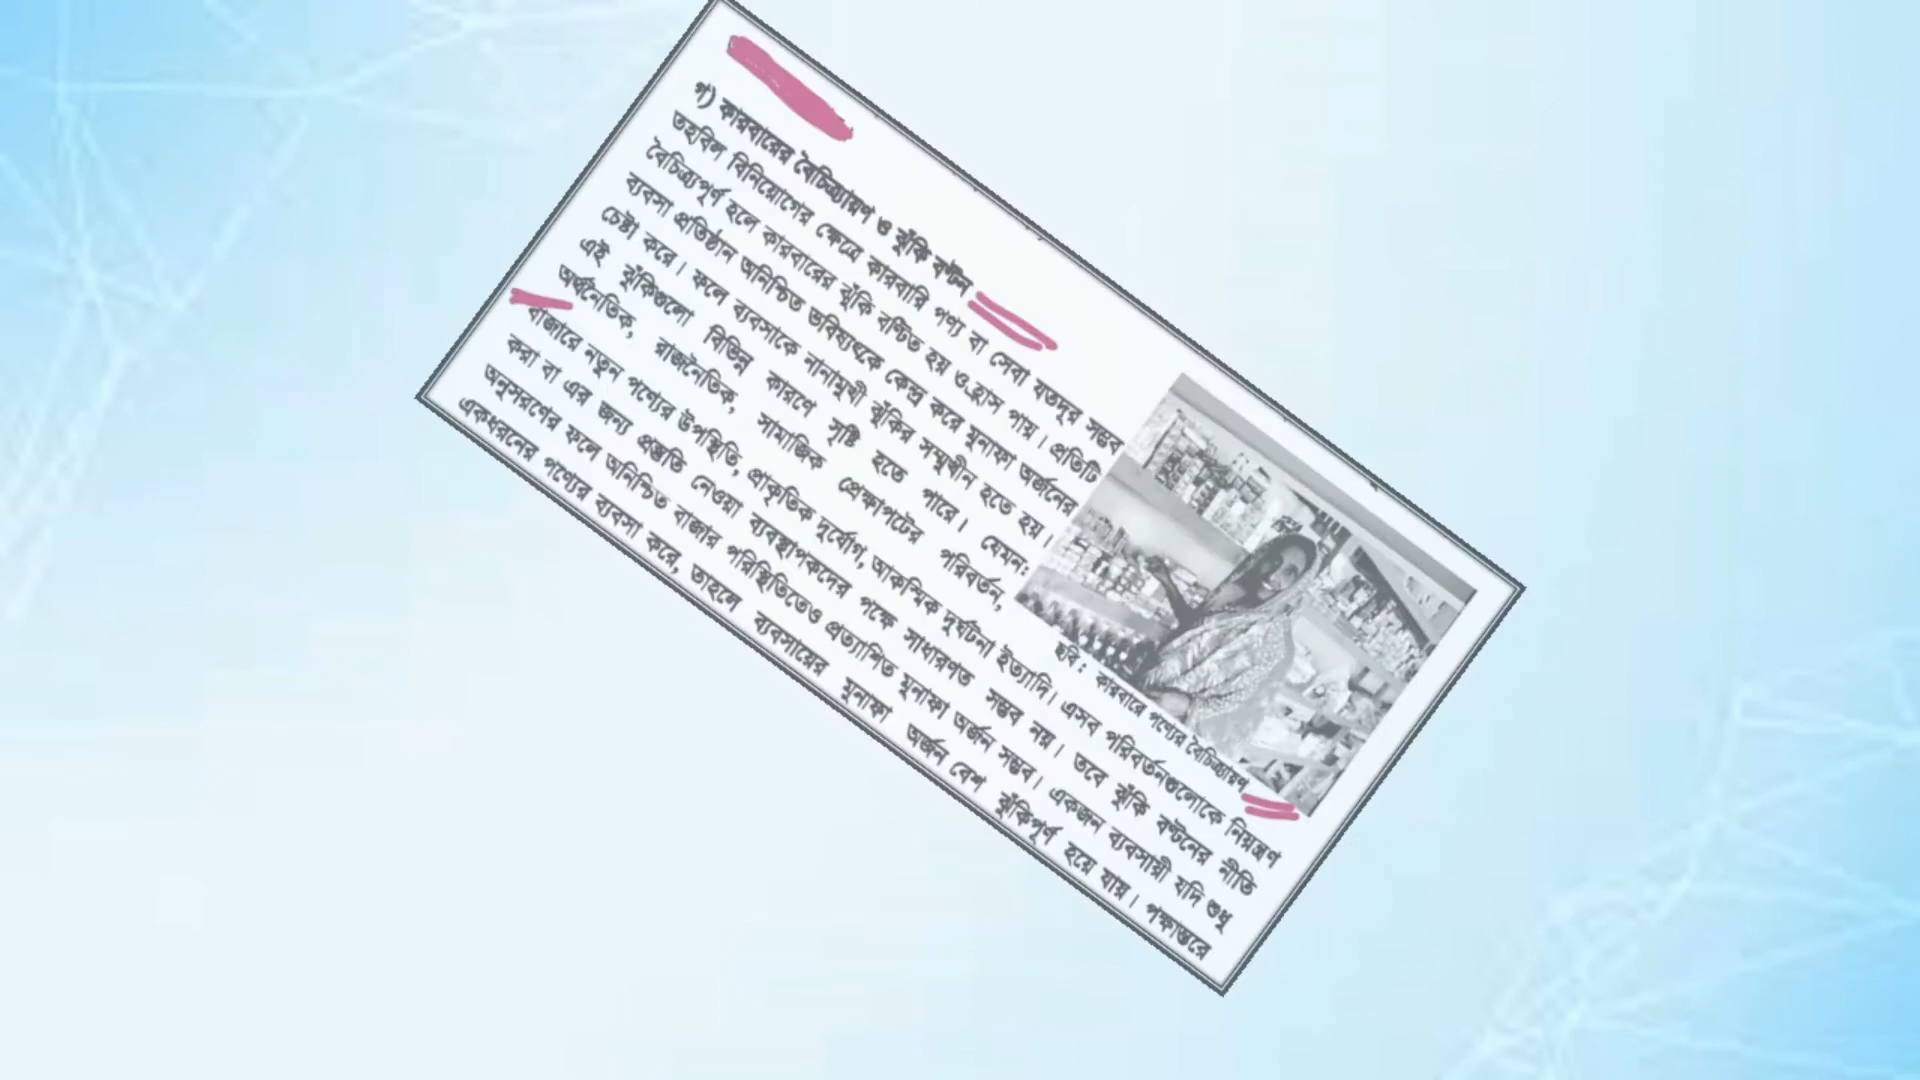 গ) কারবারের বৈচিত্র্যায়ণ ও ঝুঁকি বণ্টন
তহবিল বিনিয়োগের ক্ষেত্রে কারবারি পণ্য বা সেবা যতদূর সম্ভব
বৈচিত্র্যপূর্ণ হলে কারবারের ঝুঁকি বণ্টিত হয় ও হ্রাস পায়। প্রতিটি
ব্যবসা প্রতিষ্ঠান অনিশ্চিত ভবিষ্যৎকে কেন্দ্র করে মুনাফা অর্জনের
চেষ্টা করে। ফলে ব্যবসাকে নানামুখী ঝুঁকির সম্মুখীন হতে হয়।
এই ঝুঁকিগুলো বিভিন্ন কারণে সৃষ্টি হতে পারে। যেমন:
অর্থনৈতিক, রাজনৈতিক, সামাজিক প্রেক্ষাপটের পরিবর্তন,
ছবি : কারবারে পণ্যের বৈচিত্র্যায়ণ
বাজারে নতুন পণ্যের উপস্থিতি, প্রাকৃতিক দুর্যোগ, আকস্মিক দুর্ঘটনা ইত্যাদি। এসব পরিবর্তনগুলোকে নিয়ন্ত্রণ
করা বা এর জন্য প্রস্তুতি নেওয়া ব্যবস্থাপকদের পক্ষে সাধারণত সম্ভব নয়। তবে ঝুঁকি বণ্টনের নীতি
অনুসরণের ফলে অনিশ্চিত বাজার পরিস্থিতিতেও প্রত্যাশিত মুনাফা অর্জন সম্ভব। একজন ব্যবসায়ী যদি শুধু
একধরনের পণ্যের ব্যবসা করে, তাহলে ব্যবসায়ের মুনাফা অর্জন বেশ ঝুঁকিপূর্ণ হয়ে যায়। পক্ষান্তরে